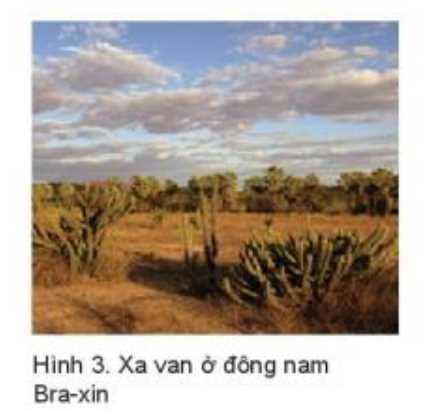 Hình 3. Xa van ở đông nam
Bra-xin